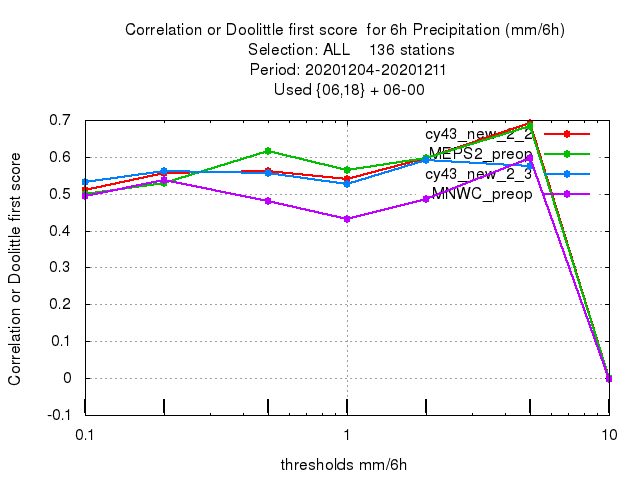 Correlation or Doolittle first score for 6h Precipitation (mm/6h)
Selection: ALL 136 stations
Period: 20201204-20201211
Used {06,18} + 06-00
Correlation or Doolittle first score
0.7
0.6
0.5
0.4
0.3
0.2
0.1
0
-0.1
cy43_new_2_2
MEPS2_preop
cy43_new_2_3
MNWC_preop
0.1
1
10
thresholds mm/6h